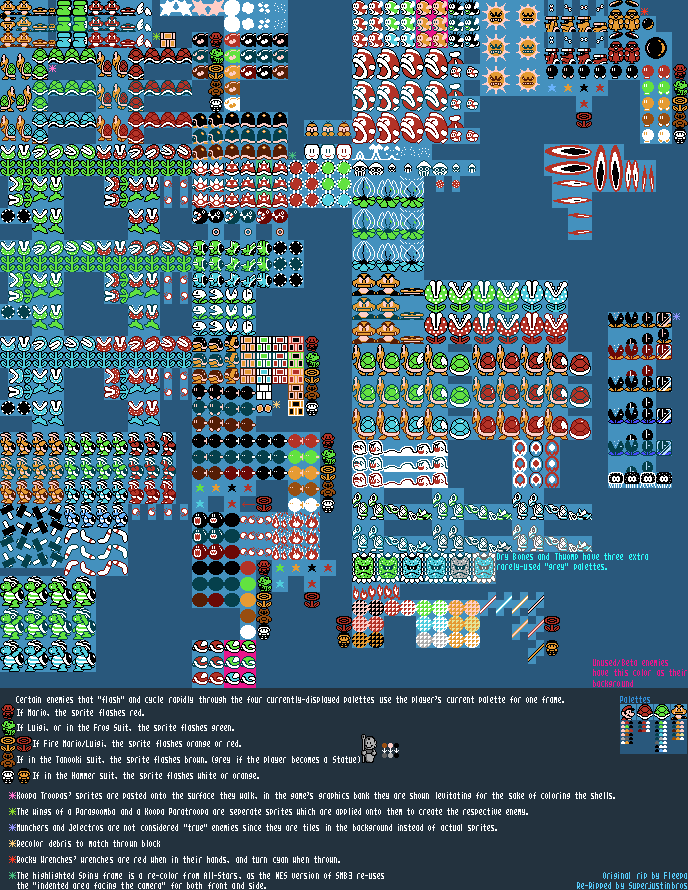 Dry Bones and Thwomp have three extra
rarely-used "grey" palettes.
Unused/Beta enemies
have this color as their
background
Certain enemies that "flash" and cycle rapidly through the four currently-displayed palettes use the player's current palette for one frame.
Palettes
If Mario, the sprite flashes red.
If Luigi, or in the Frog Suit, the sprite flashes green.
If Fire Mario/Luigi, the sprite flashes orange or red.
If in the Tanooki suit, the sprite flashes brown. (grey if the player becomes a Statue)
If in the Hammer suit, the sprite flashes white or orange.
*Koopa Troopas' sprites are pasted onto the surface they walk, in the game's graphics bank they are shown levitating for the sake of coloring the shells.
*The wings of a Paragoomba and a Koopa Paratroopa are seperate sprites which are applied onto them to create the respective enemy.
*Munchers and Jelectros are not considered "true" enemies since they are tiles in the background instead of actual sprites.
*Recolor debris to match thrown block
*Rocky Wrenches' wrenches are red when in their hands, and turn cyan when thrown.
*The highlighted Spiny frame is a re-color from All-Stars, as the NES version of SMB3 re-uses
the "indented area facing the camera" for both front and side.
Original rip by Fleepa
Re-Ripped by Superjustinbros